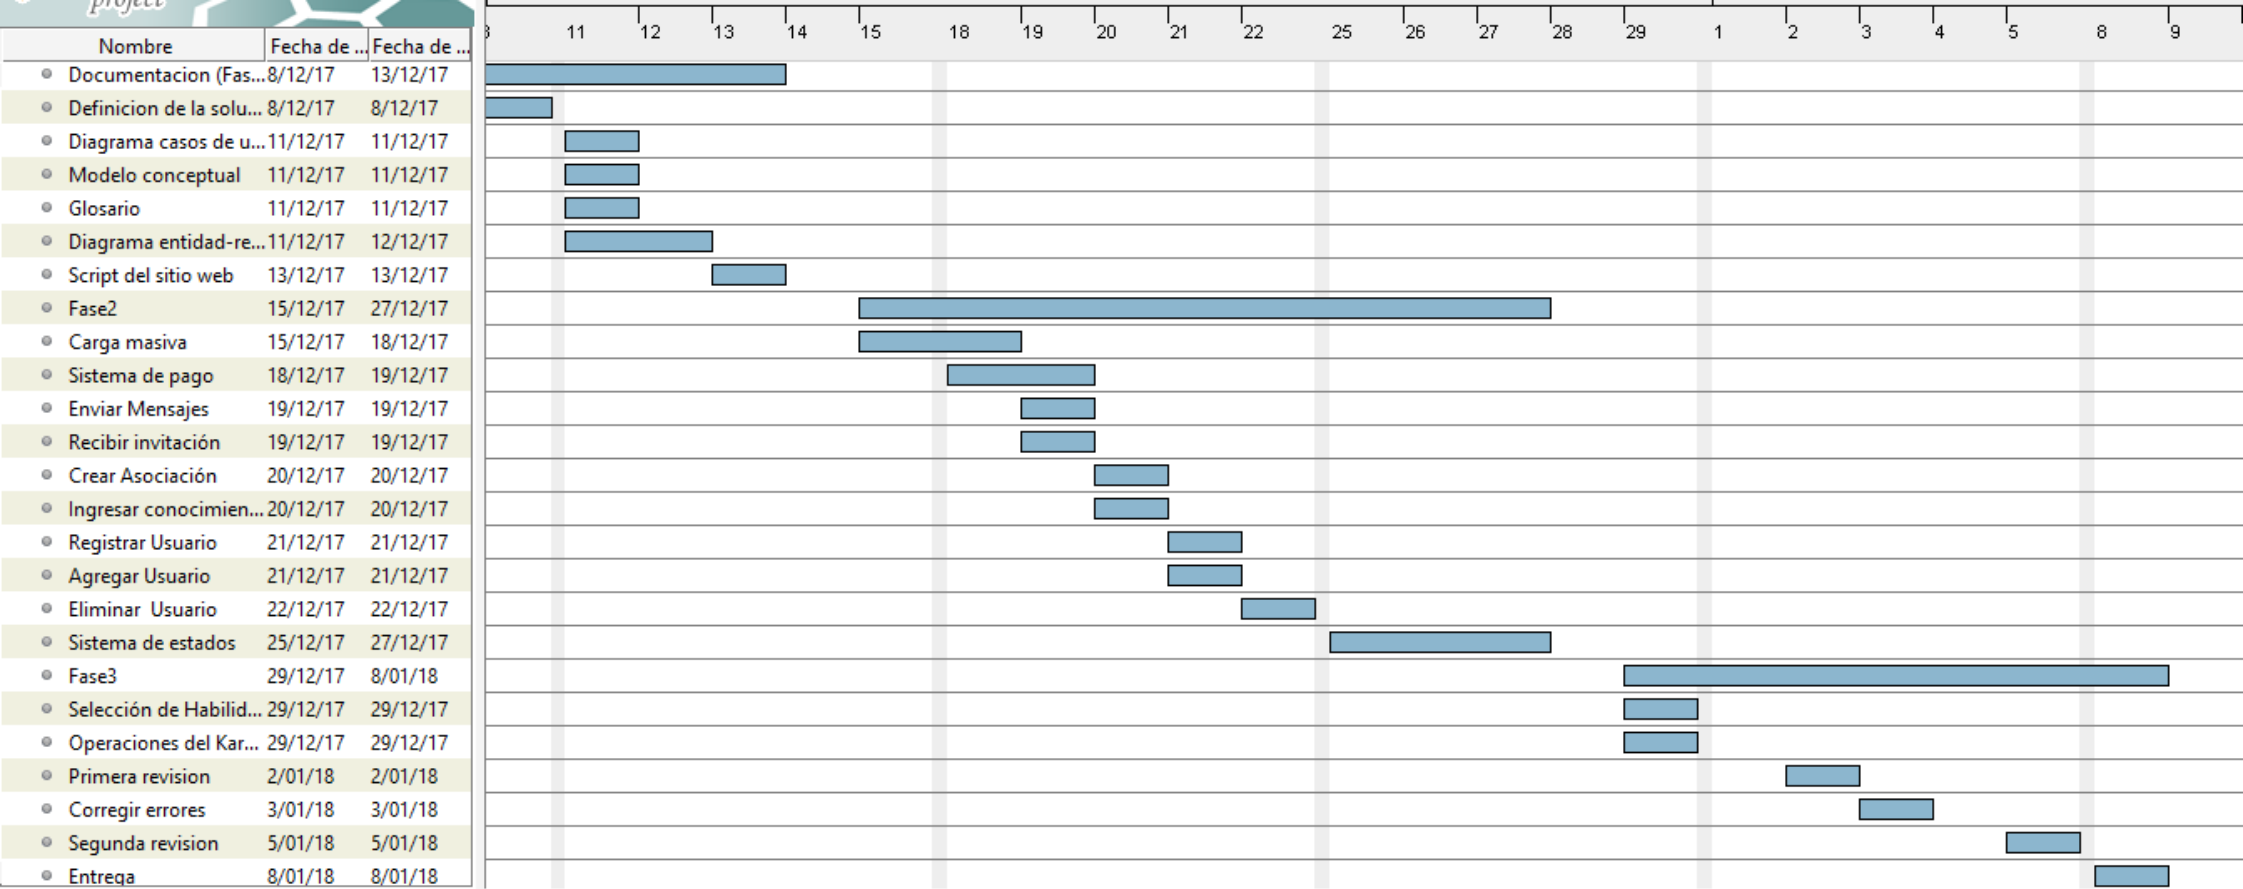 project
11 12 13 14 15 18 19 20 21 22 25 26 27 28 29 1 2 3 4 5 8 9
Nombre Fecha de ... Fecha de ...
Documentacion (Fas... 8/12/17 13/12/17
Definicion de la solu... 8/12/17 8/12/17
Diagrama casos de u... 11/12/17 11/12/17
Modelo conceptual 11/12/17 11/12/17
Glosario 11/12/17 11/12/17
Diagrama entidad-re... 11/12/17 12/12/17
Script del sitio web 13/12/17 13/12/17
Fase2 15/12/17 27/12/17
Carga masiva 15/12/17 18/12/17
Sistema de pago 18/12/17 19/12/17
Enviar Mensajes 19/12/17 19/12/17
Recibir invitación 19/12/17 19/12/17
Crear Asociación 20/12/17 20/12/17
Ingresar conocimien... 20/12/17 20/12/17
Registrar Usuario 21/12/17 21/12/17
Agregar Usuario 21/12/17 21/12/17
Eliminar Usuario 22/12/17 22/12/17
Sistema de estados 25/12/17 27/12/17
Fase3 29/12/17 8/01/18
Selección de Habilid... 29/12/17 29/12/17
Operaciones del Kar... 29/12/17 29/12/17
Primera revision 2/01/18 2/01/18
Corregir errores 3/01/18 3/01/18
Segunda revision 5/01/18 5/01/18
Entrega 8/01/18 8/01/18